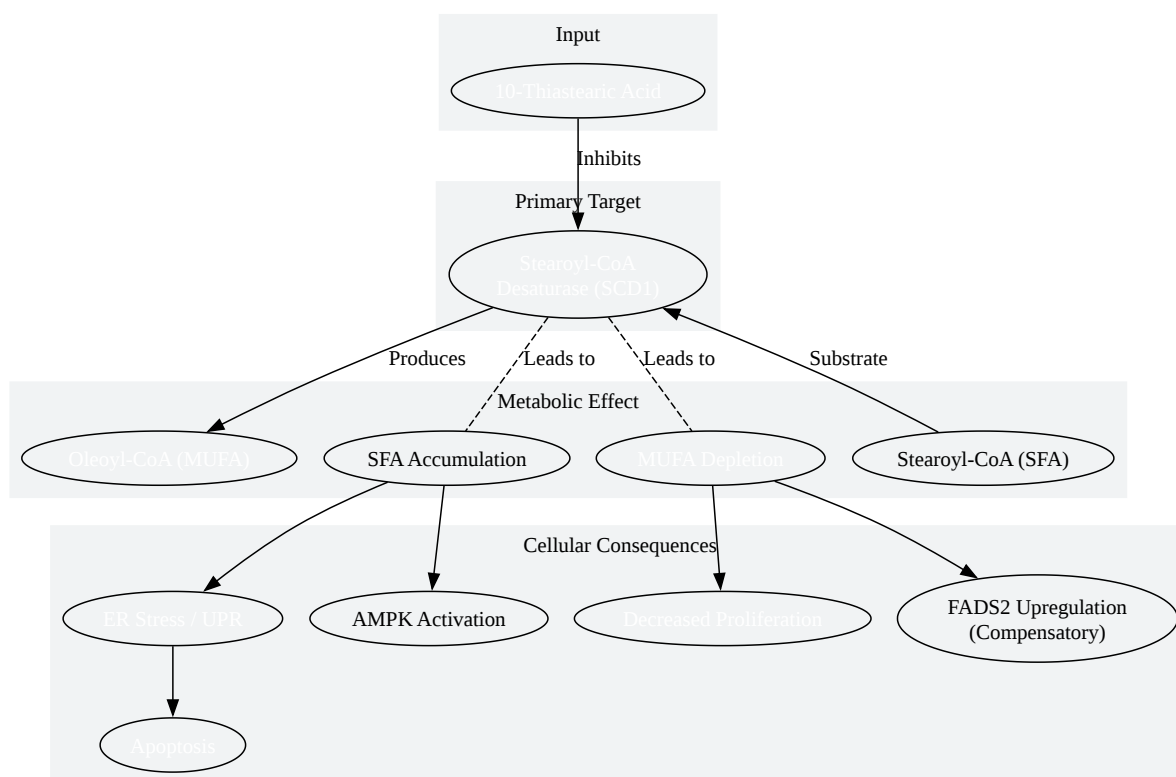 Input
10-Thiastearic Acid
Inhibits
Primary Target
Stearoyl-CoA
Desaturase (SCD1)
Produces
Leads to
Leads to
Substrate
Metabolic Effect
Oleoyl-CoA (MUFA)
SFA Accumulation
MUFA Depletion
Stearoyl-CoA (SFA)
Cellular Consequences
ER Stress / UPR
AMPK Activation
Decreased Proliferation
FADS2 Upregulation
(Compensatory)
Apoptosis